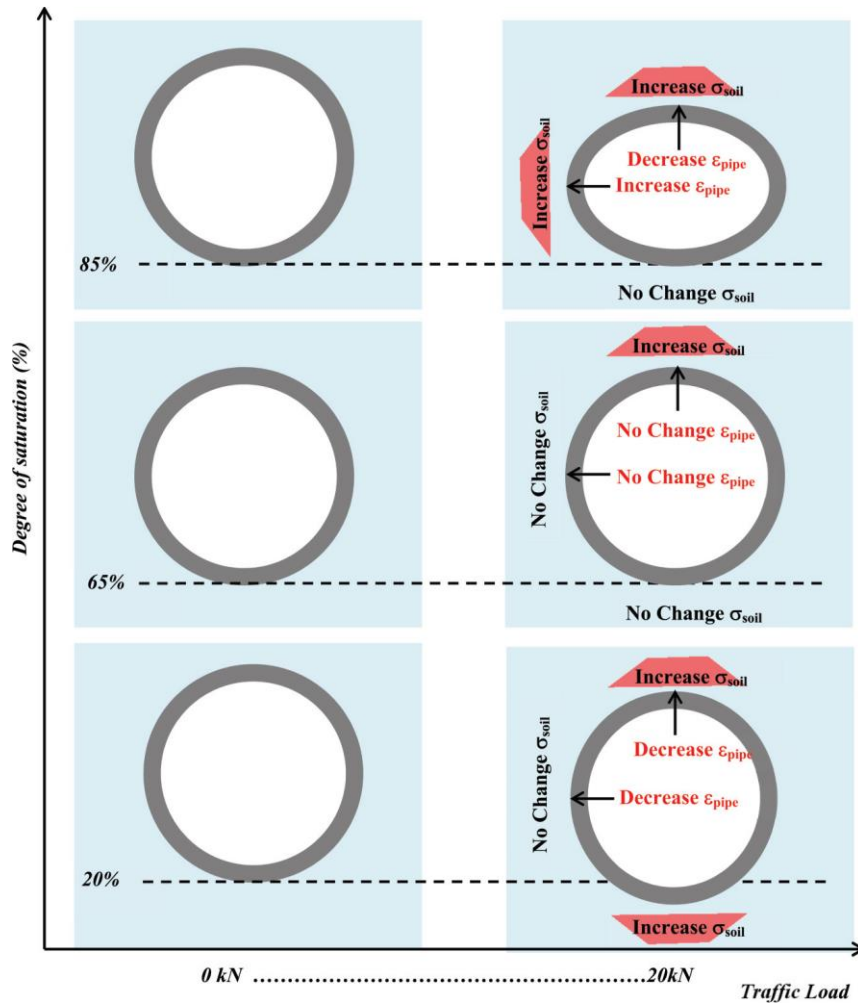 Degree of saturation (%)
Increase σsoil
Increase σsoil
Decrease εpipe
Increase εpipe
85%
No Change σsoil
Increase σsoil
No Change σsoil
No Change εpipe
No Change εpipe
65%
No Change σsoil
Increase σsoil
No Change σsoil
Decrease εpipe
Decrease εpipe
20%
Increase σsoil
0 kN ........................................................20kN
Traffic Load